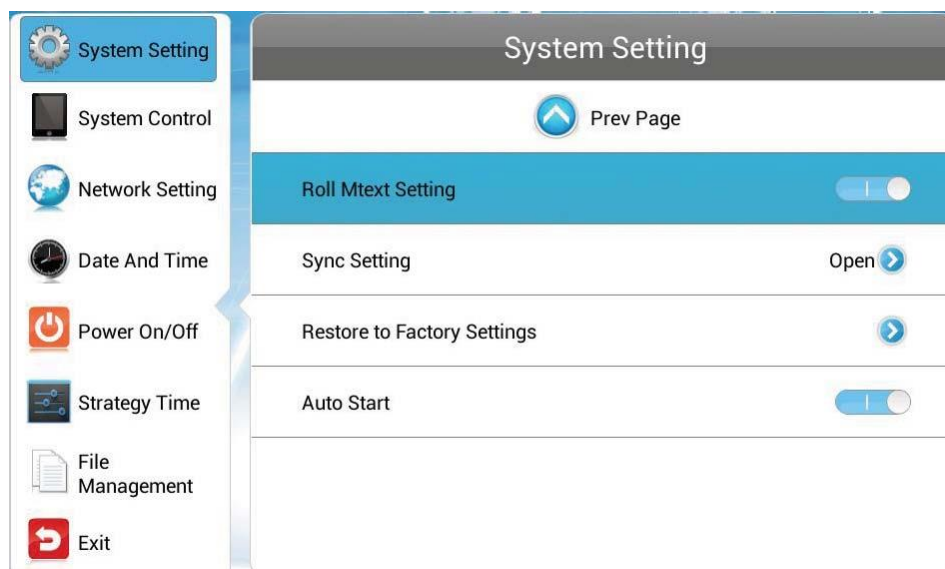 System Setting
System Control
Network Setting
Date And Time
Power On/Off
Strategy Time
File
Management
Exit
System Setting
Prev Page
Roll Mtext Setting
Sync Setting Open
Restore to Factory Settings
Auto Start